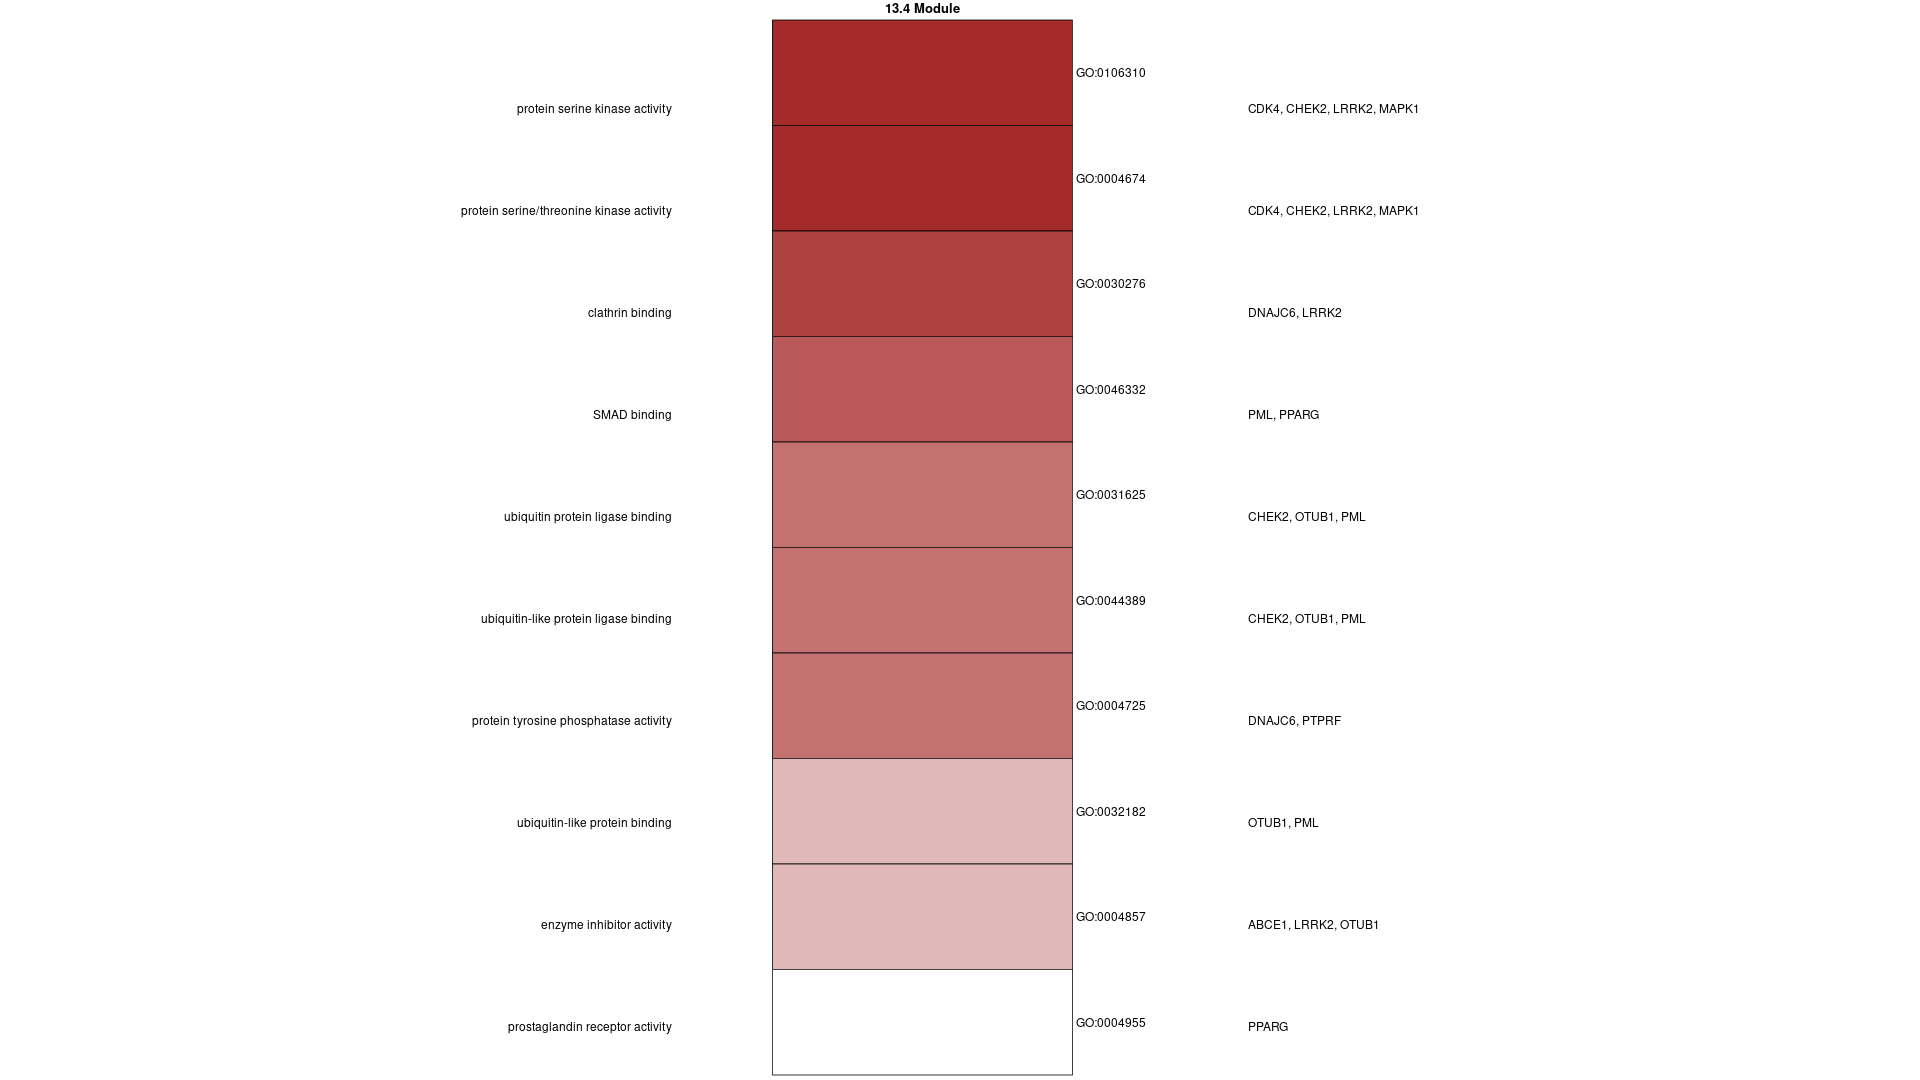 13.4 Module
GO:0106310
protein serine kinase activity
CDK4, CHEK2, LRRK2, MAPK1
GO:0004674
protein serine/threonine kinase activity
CDK4, CHEK2, LRRK2, MAPK1
GO:0030276
clathrin binding
DNAJC6, LRRK2
GO:0046332
SMAD binding
PML, PPARG
GO:0031625
ubiquitin protein ligase binding
CHEK2, OTUB1, PML
GO:0044389
ubiquitin-like protein ligase binding
CHEK2, OTUB1, PML
GO:0004725
protein tyrosine phosphatase activity
DNAJC6, PTPRF
GO:0032182
ubiquitin-like protein binding
OTUB1, PML
GO:0004857
enzyme inhibitor activity
ABCE1, LRRK2, OTUB1
GO:0004955
prostaglandin receptor activity
PPARG